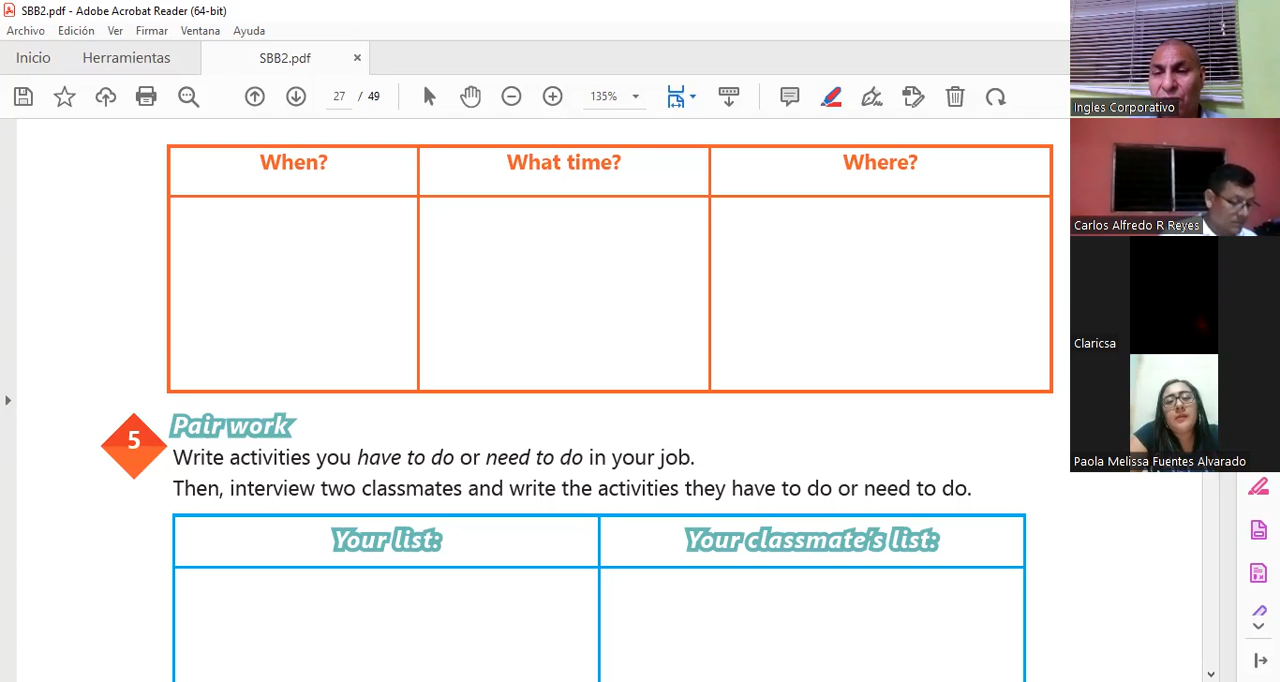 SBB2.pdf - Adobe Acrobat Reader (64-bit)
Archivo Edición Ver Firmar Ventana Ayuda
Inicio Herramientas SBB2.pdf ×
27 / 49 135%
When? What time? Where?
5 Pair work
Write activities you have to do or need to do in your job.
Then, interview two classmates and write the activities they have to do or need to do.
Your list: Your classmate's list:
Ingles Corporativo
Carlos Alfredo R Reyes
Claricsa
Paola Melissa Fuentes Alvarado